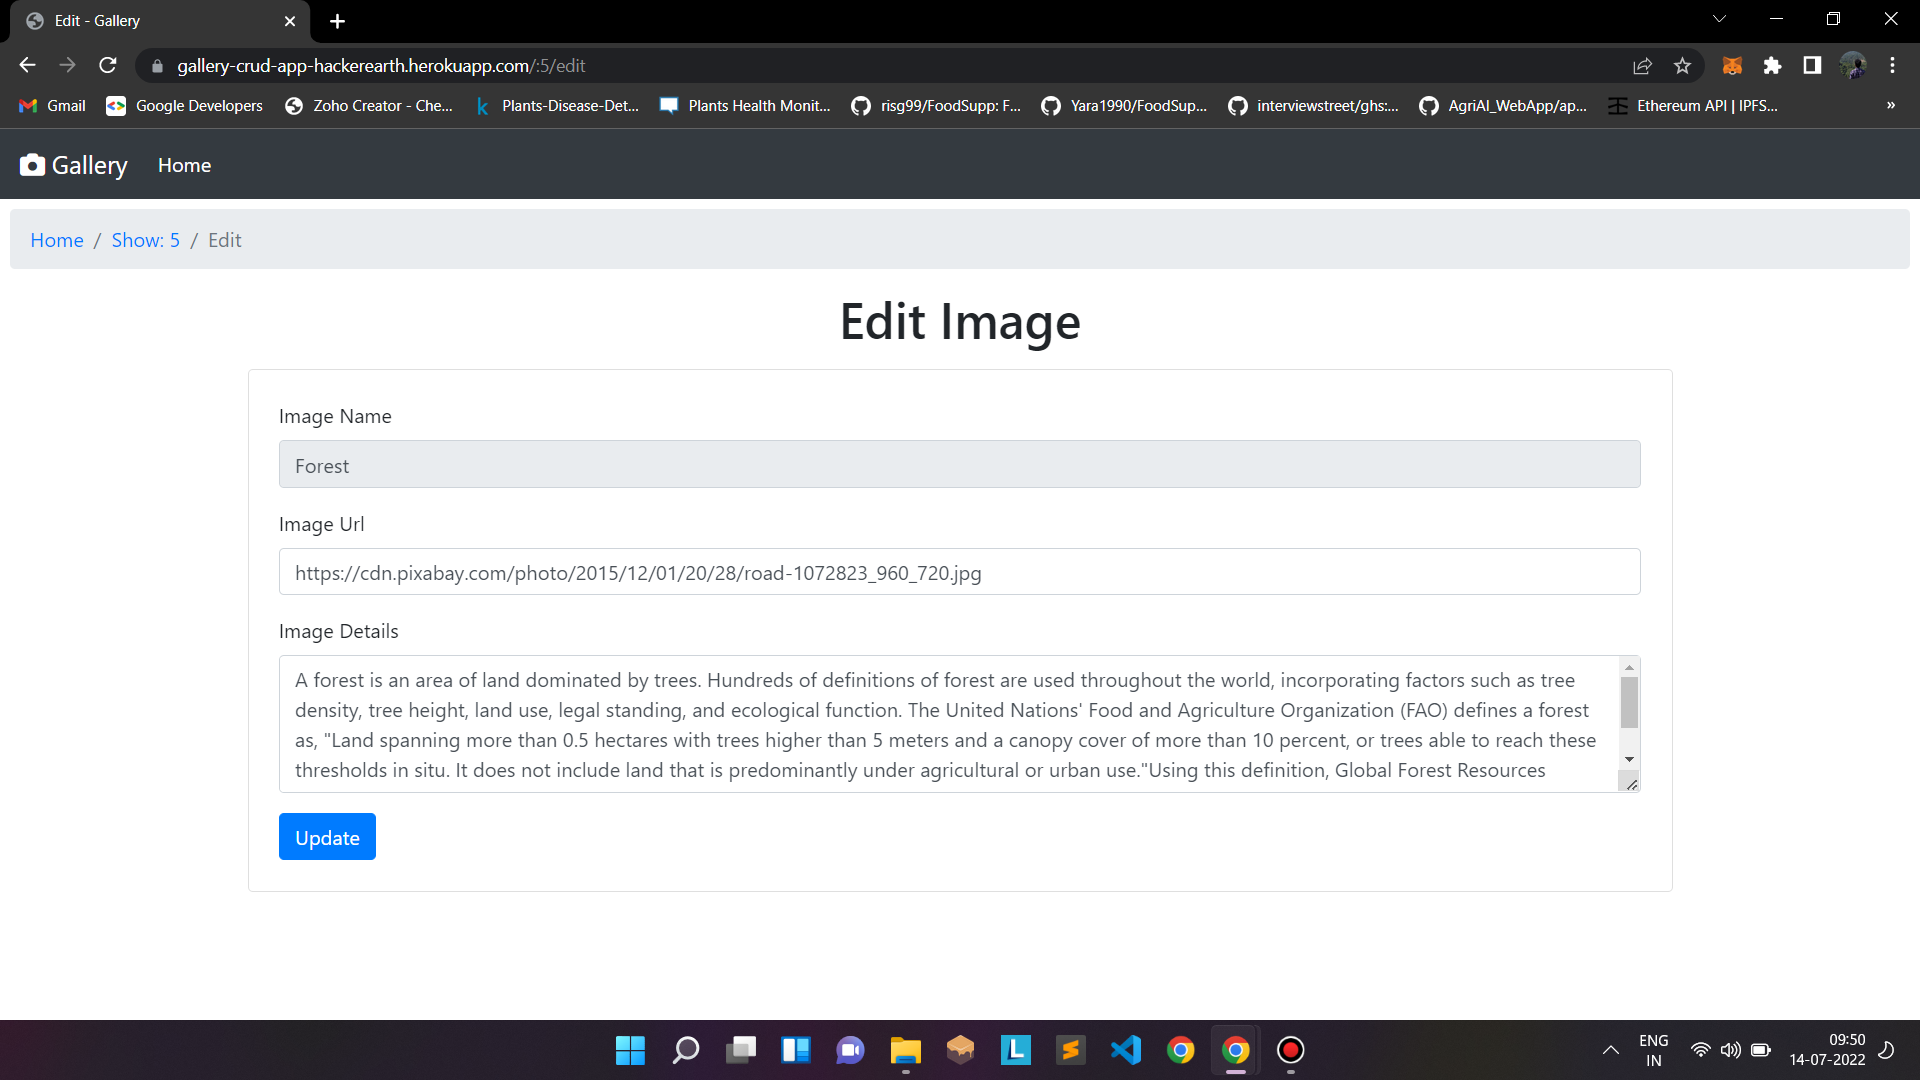 Edit - Gallery
gallery-crud-app-hackerearth.herokuapp.com/:5/edit
Gmail
Google Developers
Zoho Creator - Che...
Plants-Disease-Det...
Plants Health Monit...
risg99/FoodSupp: F...
Yara1990/FoodSup...
interviewstreet/ghs:...
AgriAI_WebApp/ap...
Ethereum API | IPFS...
»
Gallery
Home
Home / Show: 5 / Edit
Edit Image
Image Name
Forest
Image Url
https://cdn.pixabay.com/photo/2015/12/01/20/28/road-1072823_960_720.jpg
Image Details
A forest is an area of land dominated by trees. Hundreds of definitions of forest are used throughout the world, incorporating factors such as tree
density, tree height, land use, legal standing, and ecological function. The United Nations' Food and Agriculture Organization (FAO) defines a forest
as, "Land spanning more than 0.5 hectares with trees higher than 5 meters and a canopy cover of more than 10 percent, or trees able to reach these
thresholds in situ. It does not include land that is predominantly under agricultural or urban use."Using this definition, Global Forest Resources
Update
ENG
IN
09:50
14-07-2022